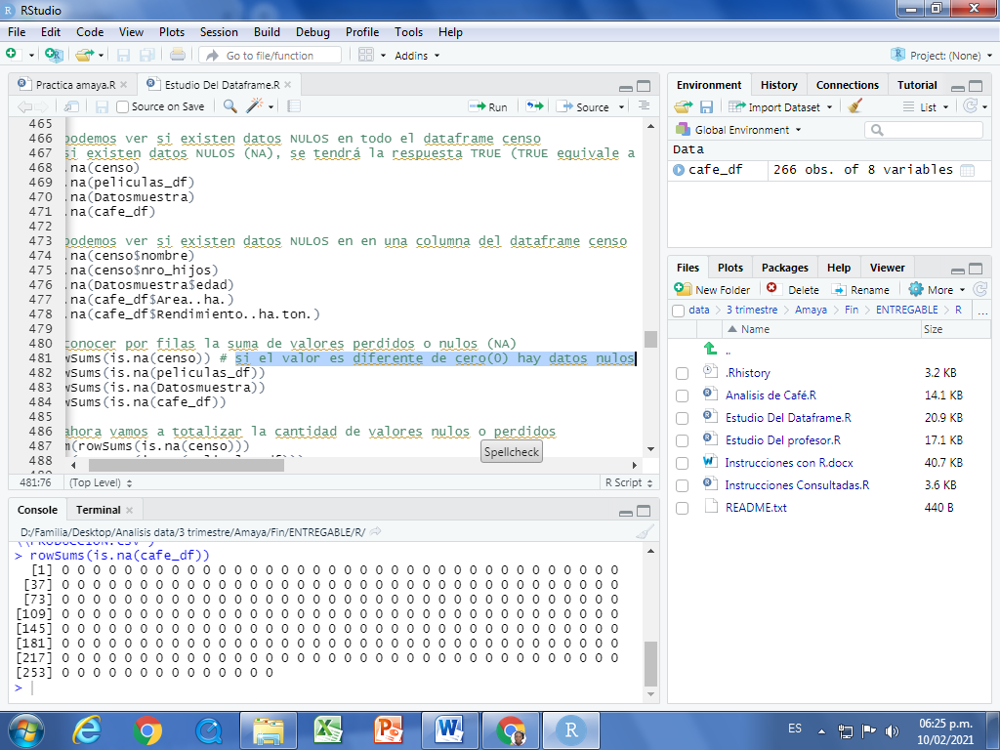 RStudio
File Edit Code View Plots Session Build Debug Profile Tools Help
Go to file/function Addins Project: (None)
Practica amaya.R Estudio Del Dataframe.R
Source on Save Run Source
465
466 podemos ver si existen datos NULOS en todo el dataframe censo
467 si existen datos NULOS (NA), se tendrá la respuesta TRUE (TRUE equivale a
468 .na(censo)
469 .na(peliculas_df)
470 .na(Datosmuestra)
471 .na(cafe_df)
472
473 podemos ver si existen datos NULOS en en una columna del dataframe censo
474 .na(censo$nombre)
475 .na(censo$nro_hijos)
476 .na(Datosmuestra$edad)
477 .na(cafe_df$Area..ha.)
478 .na(cafe_df$Rendimiento..ha.ton.)
479
480 conocer por filas la suma de valores perdidos o nulos (NA)
481 wSums(is.na(censo)) # si el valor es diferente de cero(0) hay datos nulos
482 wSums(is.na(peliculas_df))
483 wSums(is.na(Datosmuestra))
484 wSums(is.na(cafe_df))
485
486 ahora vamos a totalizar la cantidad de valores nulos o perdidos
487 m(rowSums(is.na(censo)))
488
Spellcheck
481:76 (Top Level) R Script
Console Terminal
D:/Familia/Desktop/Analisis data/3 trimestre/Amaya/Fin/ENTREGABLE/R/
> rowSums(is.na(cafe_df))
[1] 0 0 0 0 0 0 0 0 0 0 0 0 0 0 0 0 0 0 0 0 0 0 0 0 0 0 0 0 0 0 0 0 0 0 0 0
[37] 0 0 0 0 0 0 0 0 0 0 0 0 0 0 0 0 0 0 0 0 0 0 0 0 0 0 0 0 0 0 0 0 0 0 0 0
[73] 0 0 0 0 0 0 0 0 0 0 0 0 0 0 0 0 0 0 0 0 0 0 0 0 0 0 0 0 0 0 0 0 0 0 0 0
[109] 0 0 0 0 0 0 0 0 0 0 0 0 0 0 0 0 0 0 0 0 0 0 0 0 0 0 0 0 0 0 0 0 0 0 0 0
[145] 0 0 0 0 0 0 0 0 0 0 0 0 0 0 0 0 0 0 0 0 0 0 0 0 0 0 0 0 0 0 0 0 0 0 0 0
[181] 0 0 0 0 0 0 0 0 0 0 0 0 0 0 0 0 0 0 0 0 0 0 0 0 0 0 0 0 0 0 0 0 0 0 0 0
[217] 0 0 0 0 0 0 0 0 0 0 0 0 0 0 0 0 0 0 0 0 0 0 0 0 0 0 0 0 0 0 0 0 0 0 0 0
[253] 0 0 0 0 0 0 0 0 0 0 0 0 0 0
>
Environment History Connections Tutorial
Import Dataset List
Global Environment
Data
cafe_df 266 obs. of 8 variables
Files Plots Packages Help Viewer
New Folder Delete Rename More
data 3 trimestre Amaya Fin ENTREGABLE R ...
Name Size
..
.Rhistory 3.2 KB
Analisis de Café.R 14.1 KB
Estudio Del Dataframe.R 20.9 KB
Estudio Del profesor.R 17.1 KB
Instrucciones con R.docx 40.7 KB
Instrucciones Consultadas.R 3.6 KB
README.txt 440 B
ES 06:25 p.m.
10/02/2021